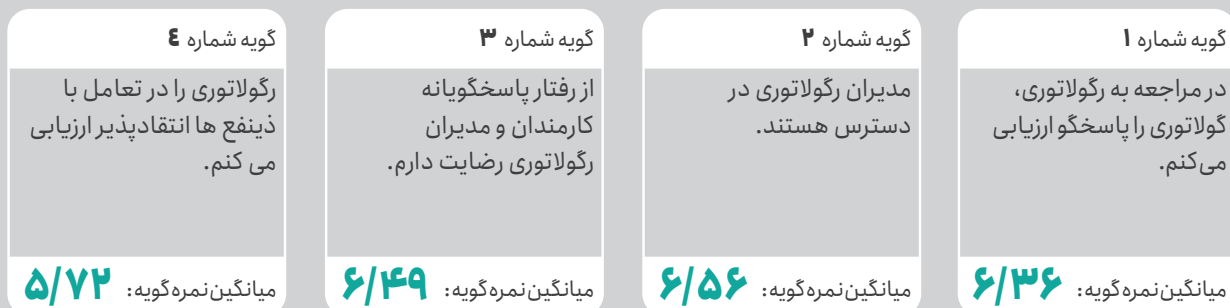 گویه شماره ۱
در مراجعه به رگولاتوری،
گولاتوری را پاسخگو ارزیابی
می‌کنم.
میانگین نمره گویه: ۶/۳۶
گویه شماره ۲
مدیران رگولاتوری در
دسترس هستند.
میانگین نمره گویه: ۶/۵۶
گویه شماره ۳
از رفتار پاسخگویانه
کارمندان و مدیران
رگولاتوری رضایت دارم.
میانگین نمره گویه: ۶/۴۹
گویه شماره ٤
رگولاتوری را در تعامل با
ذینفع ها انتقادپذیر ارزیابی
می کنم.
میانگین نمره گویه: ۵/۷۲